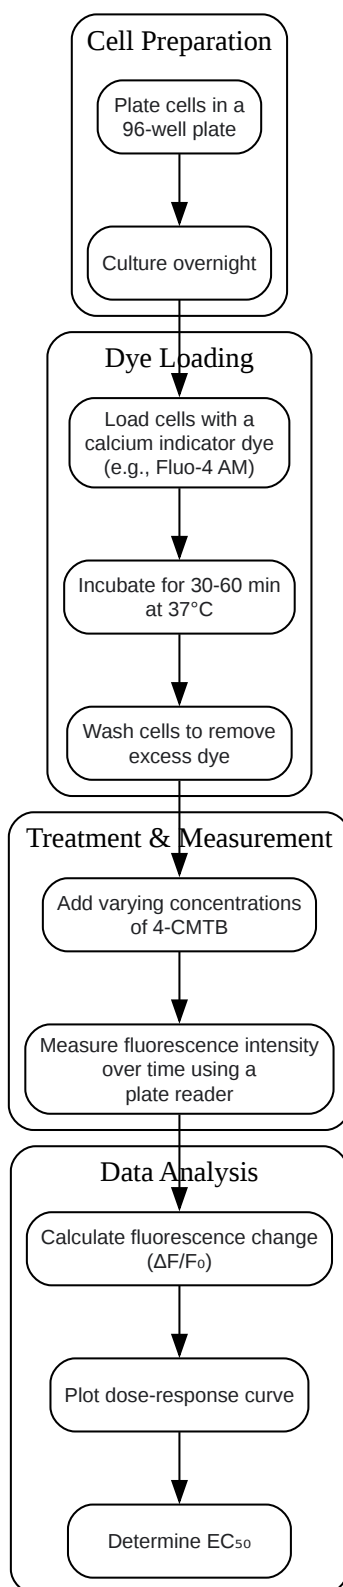 Cell Preparation
Plate cells in a
96-well plate
Culture overnight
Dye Loading
Load cells with a
calcium indicator dye
(e.g., Fluo-4 AM)
Incubate for 30-60 min
at 37°C
Wash cells to remove
excess dye
Treatment & Measurement
Add varying concentrations
of 4-CMTB
Measure fluorescence intensity
over time using a
plate reader
Data Analysis
Calculate fluorescence change
(ΔF/F₀)
Plot dose-response curve
Determine EC₅₀